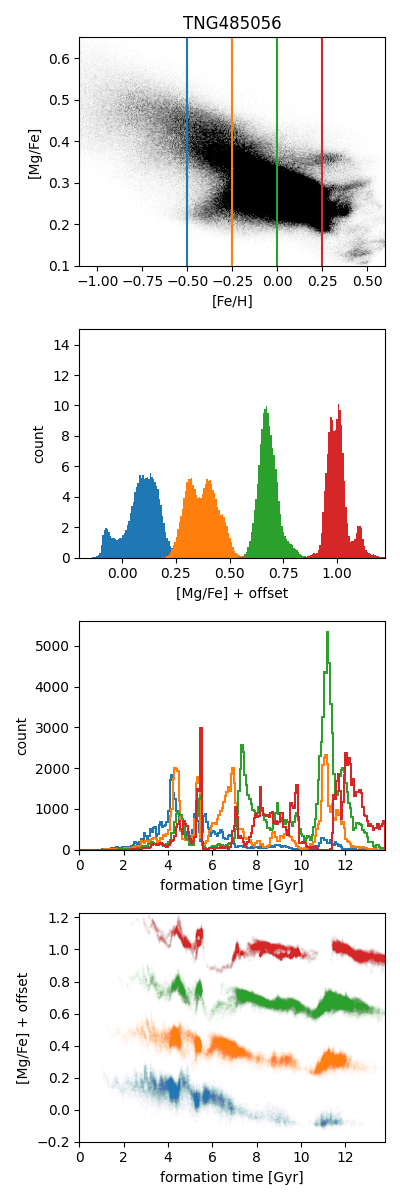 TNG485056
0.6
0.5
0.4
0.3
0.2
0.1
[Mg/Fe]
−1.00 −0.75 −0.50 −0.25 0.00 0.25 0.50
[Fe/H]
14
12
10
8
6
4
2
0
count
0.00 0.25 0.50 0.75 1.00
[Mg/Fe] + offset
5000
4000
3000
2000
1000
0
count
0 2 4 6 8 10 12
formation time [Gyr]
1.2
1.0
0.8
0.6
0.4
0.2
0.0
−0.2
[Mg/Fe] + offset
0 2 4 6 8 10 12
formation time [Gyr]